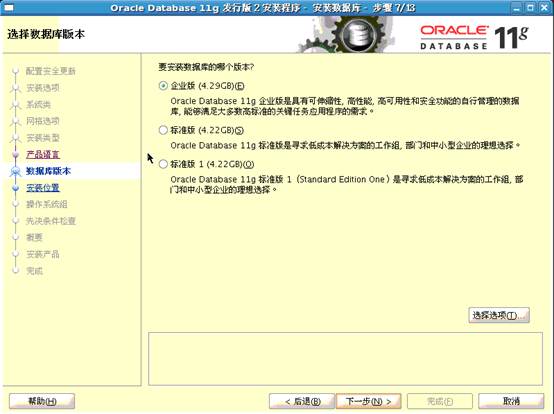 Oracle Database 11g 发行版 2 安装程序 - 安装数据库 - 步骤 7/13
选择数据库版本
ORACLE
DATABASE 11g
配置安全更新
安装选项
系统类
网格选项
安装类型
产品语言
数据库版本
安装位置
操作系统组
先决条件检查
概要
安装产品
完成
要安装数据库的哪个版本?
企业版 (4.29GB)(E)
Oracle Database 11g 企业版是具有可伸缩性, 高性能, 高可用性和安全功能的自行管理的数据
库, 能够满足大多数高标准的关键任务应用程序的需求。
标准版 (4.22GB)(S)
Oracle Database 11g 标准版是寻求低成本解决方案的工作组, 部门和中小型企业的理想选择。
标准版 1 (4.22GB)(O)
Oracle Database 11g 标准版 1 (Standard Edition One) 是寻求低成本解决方案的工作组, 部
门和中小型企业的理想选择。
选择选项(T)...
帮助(H)
< 后退(B)
下一步(N) >
完成(F)
取消